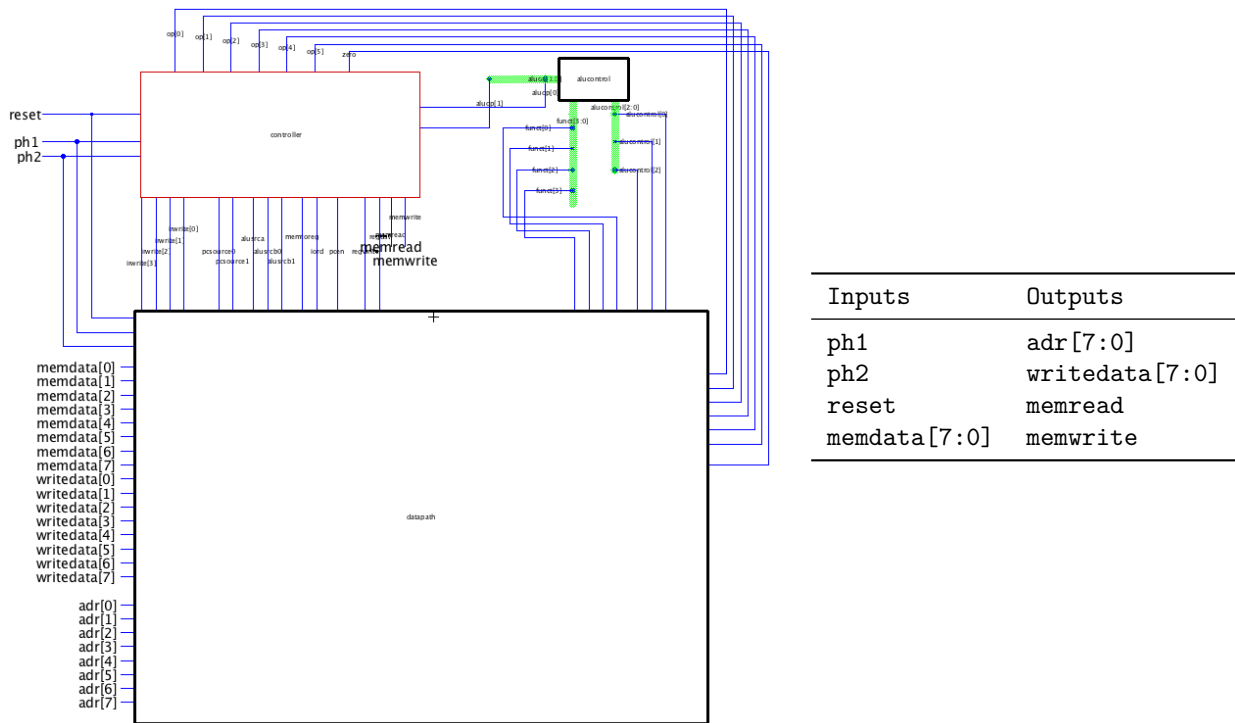 op[0]
op[1]
op[2]
op[3]
op[4]
op[5]
zero
alucontrol
aluop[1]
aluop[0]
controller
reset
ph1
ph2
alucontrol[2:0]
alucontrol[0]
alucontrol[1]
alucontrol[2]
funct[3:0]
funct[0]
funct[1]
funct[2]
funct[3]
irwrite[0]
irwrite[1]
irwrite[2]
irwrite[3]
pcsource0
pcsource1
alusrca
alusrcb0
alusrcb1
memtoreg
iord
pcen
memwrite
memread
memwrite
memdata[0]
memdata[1]
memdata[2]
memdata[3]
memdata[4]
memdata[5]
memdata[6]
memdata[7]
writedata[0]
writedata[1]
writedata[2]
writedata[3]
writedata[4]
writedata[5]
writedata[6]
writedata[7]
adr[0]
adr[1]
adr[2]
adr[3]
adr[4]
adr[5]
adr[6]
adr[7]
datapath
Inputs Outputs
ph1 adr[7:0]
ph2 writedata[7:0]
reset memread
memdata[7:0] memwrite